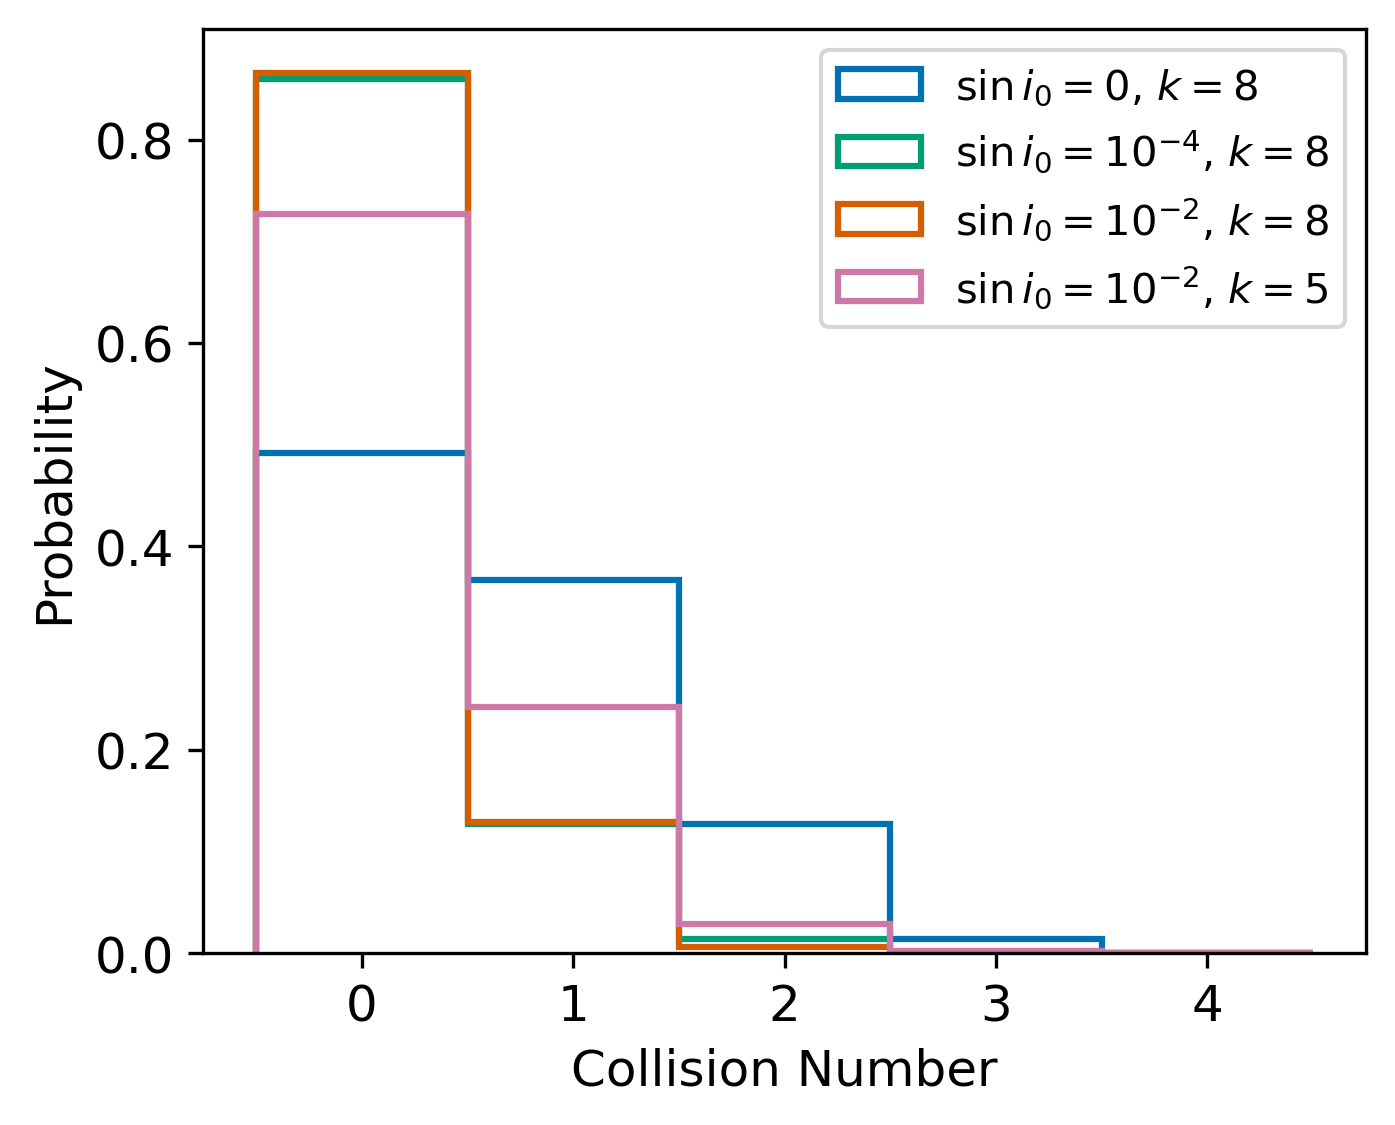 sin i₀ = 0, k = 8
sin i₀ = 10⁻⁴, k = 8
sin i₀ = 10⁻², k = 8
sin i₀ = 10⁻², k = 5
Probability
0.8
0.6
0.4
0.2
0.0
0 1 2 3 4
Collision Number